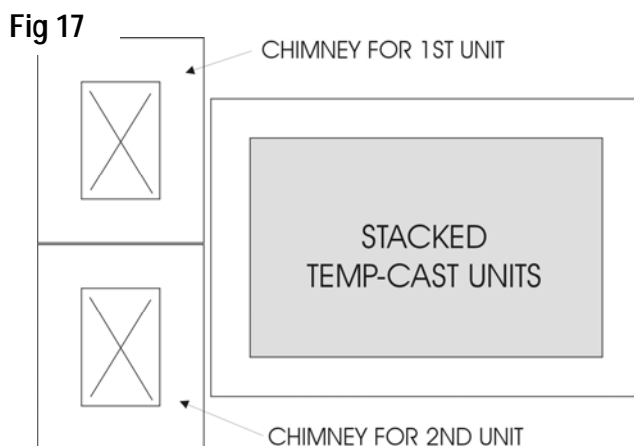 Fig 17
CHIMNEY FOR 1ST UNIT
STACKED
TEMP-CAST UNITS
CHIMNEY FOR 2ND UNIT